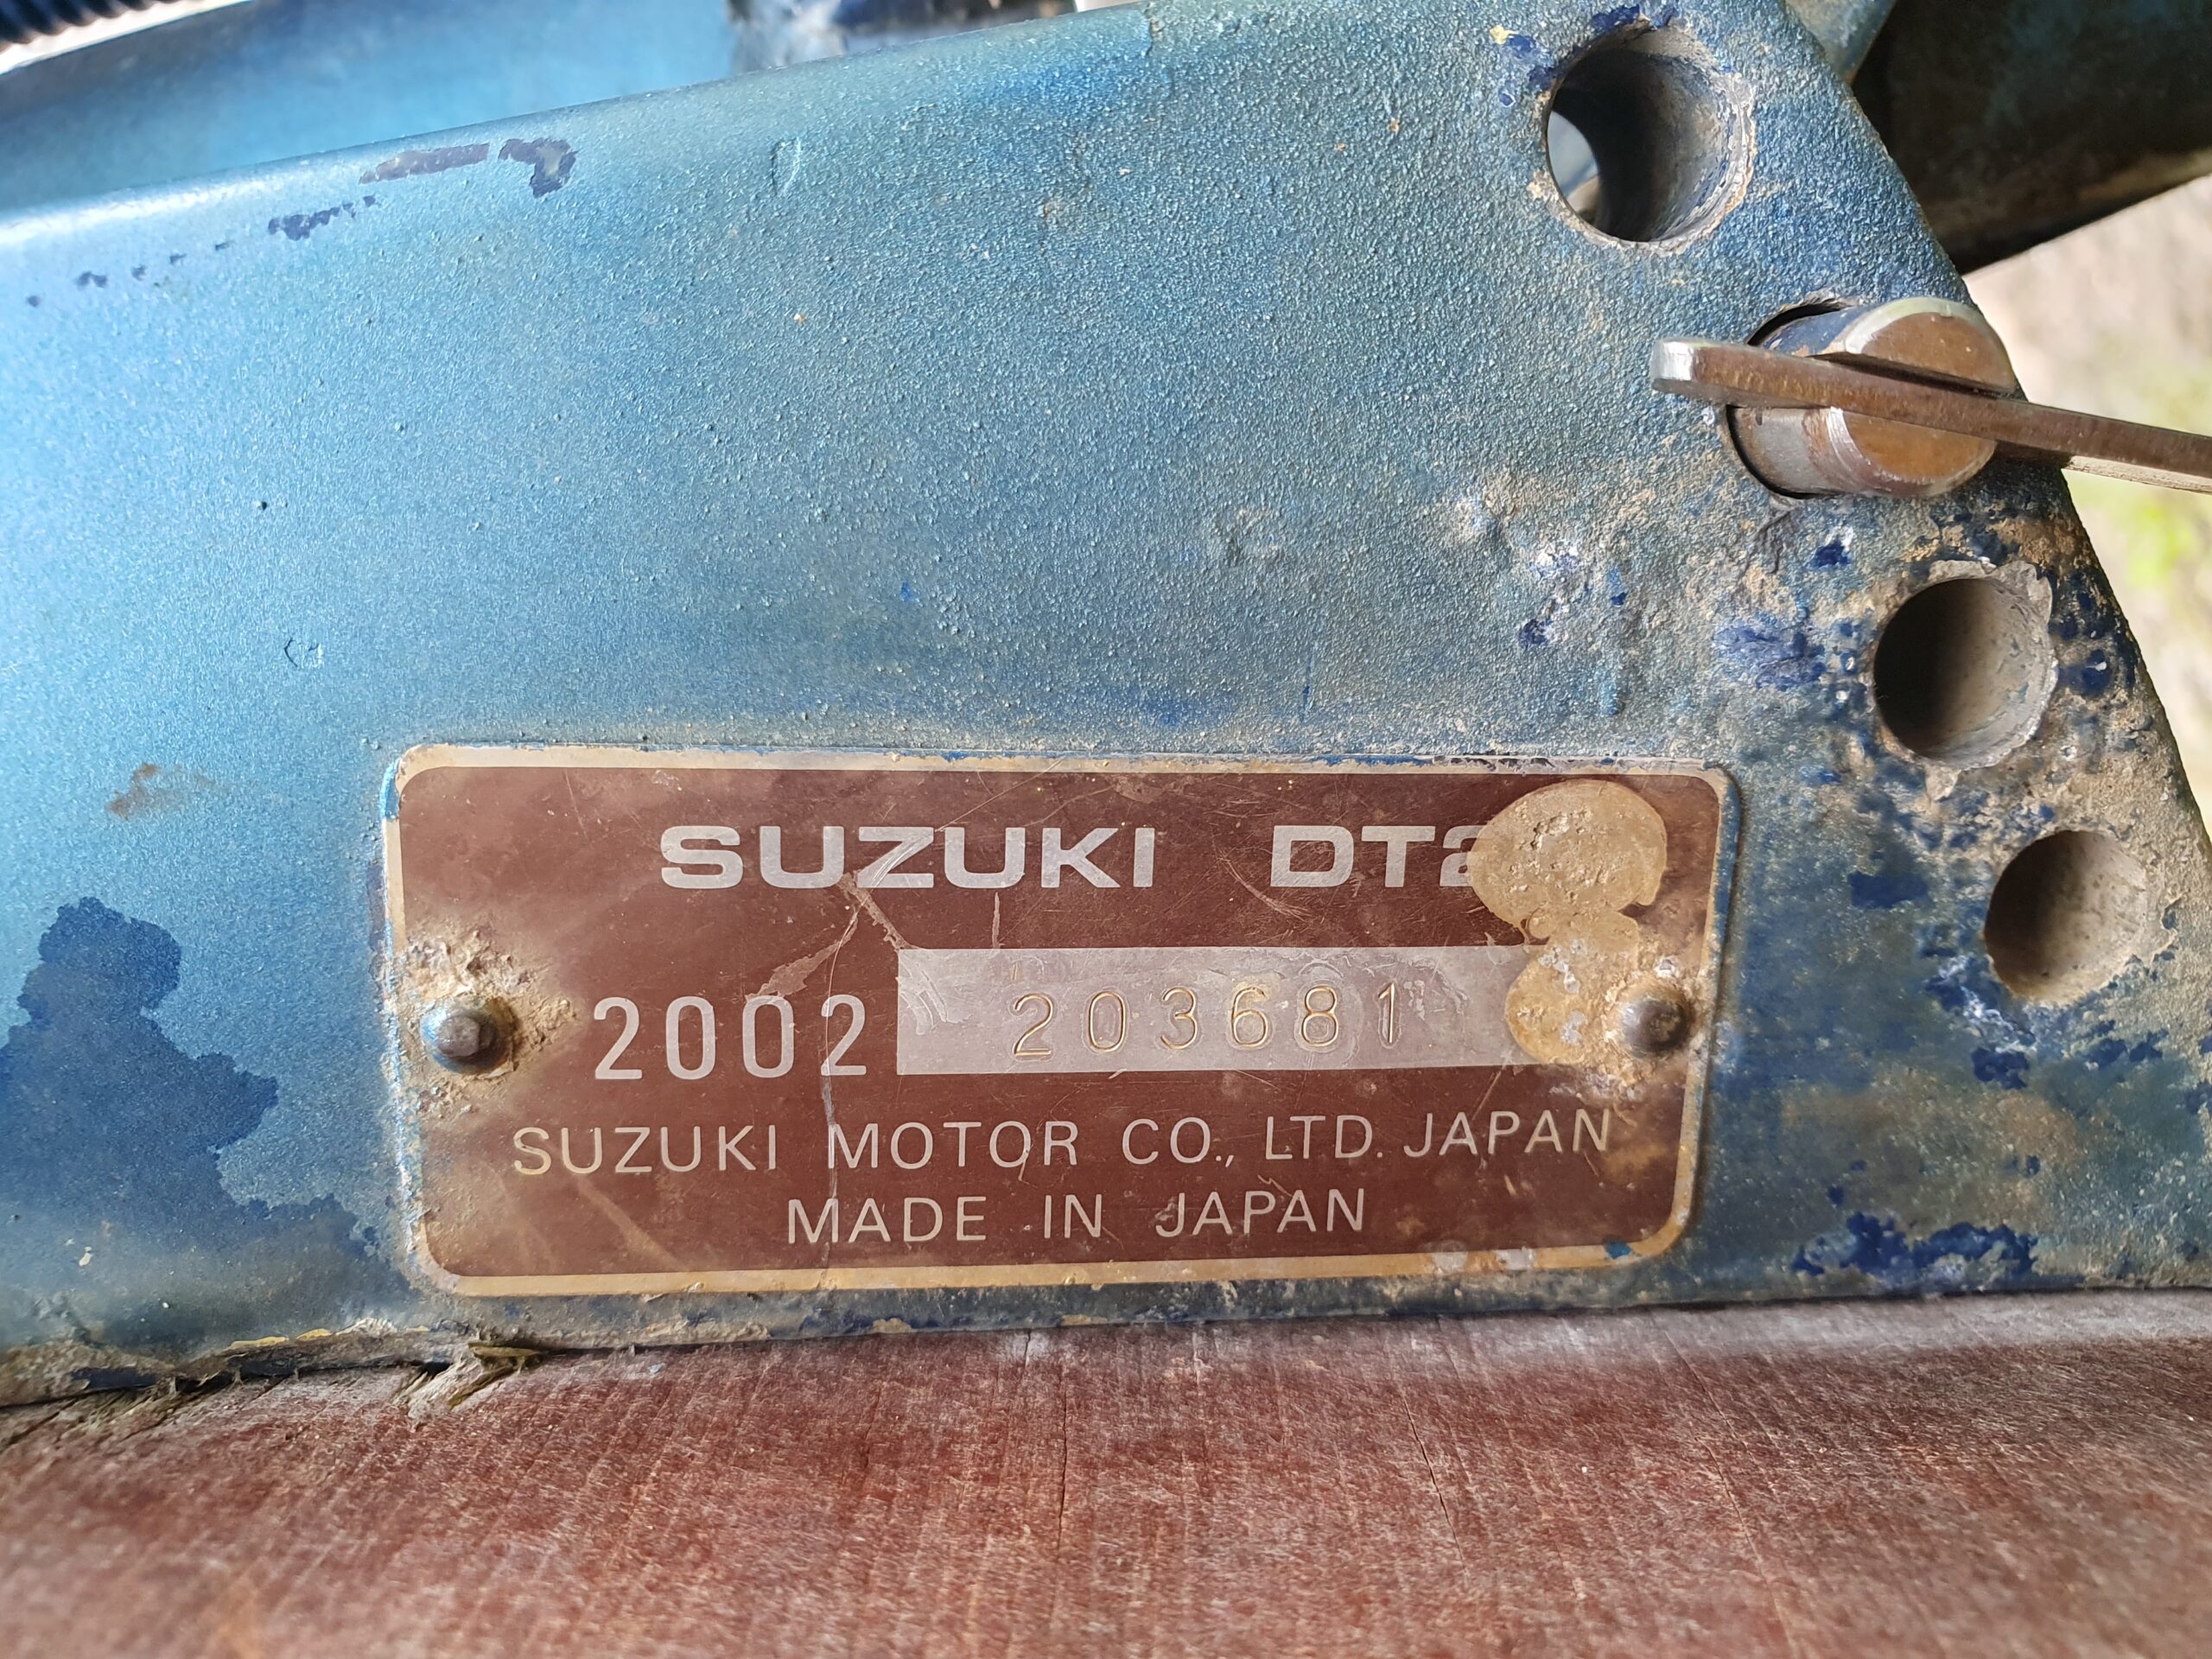 SUZUKI DT2
2002 203681
SUZUKI MOTOR CO., LTD. JAPAN
MADE IN JAPAN